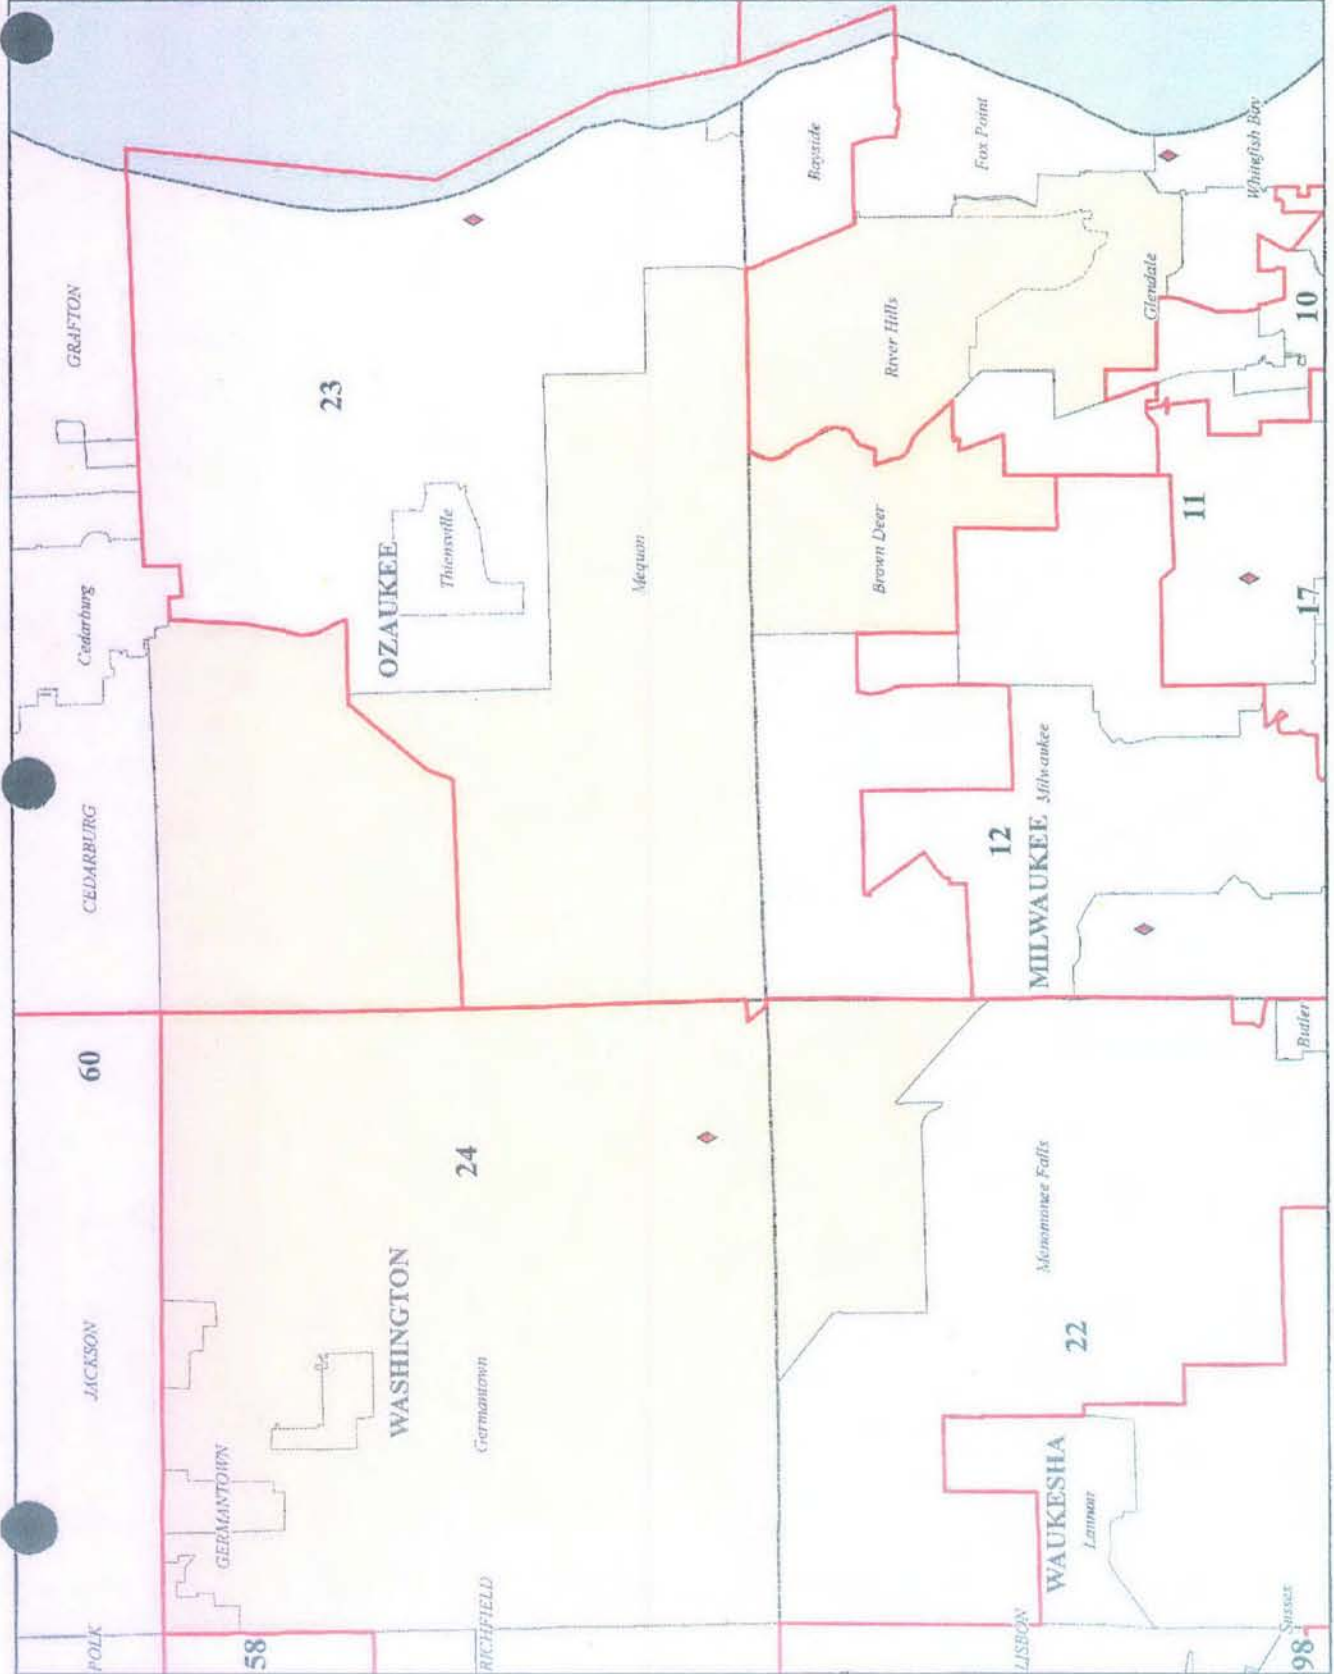 POLK
JACKSON
60
CEDARBURG
Cedarburg
GRAFTON
58
GERMANTOWN
WASHINGTON
24
Germantown
RICHFIELD
OZAUKEE
23
Thiensville
Mequon
LISBON
WAUKESHA
Lannon
22
Menomonee Falls
Sussex
98
Butler
12
MILWAUKEE
Milwaukee
Brown Deer
River Hills
Bayside
Fox Point
Glendale
Whitefish Bay
11
17
10